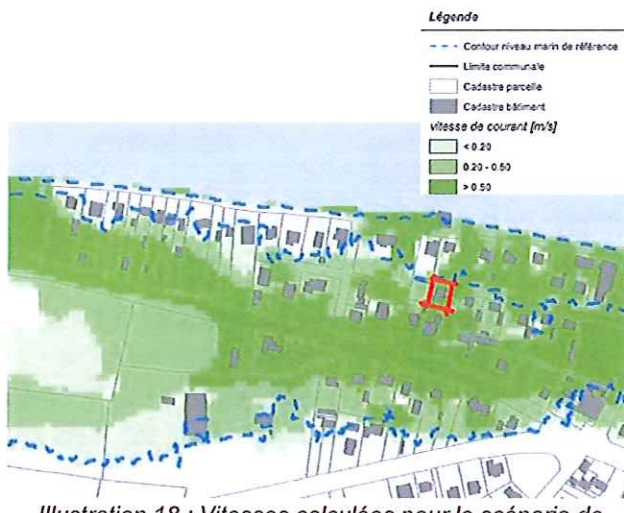 Légende
Contour niveau marin de référence
Limite communale
Cadastre parcelle
Cadastre bâtiment
vitesse de courant [m/s]
< 0.20
0.20 - 0.50
> 0.50
Illustration 18 : Vitesses calculées pour le scénario de